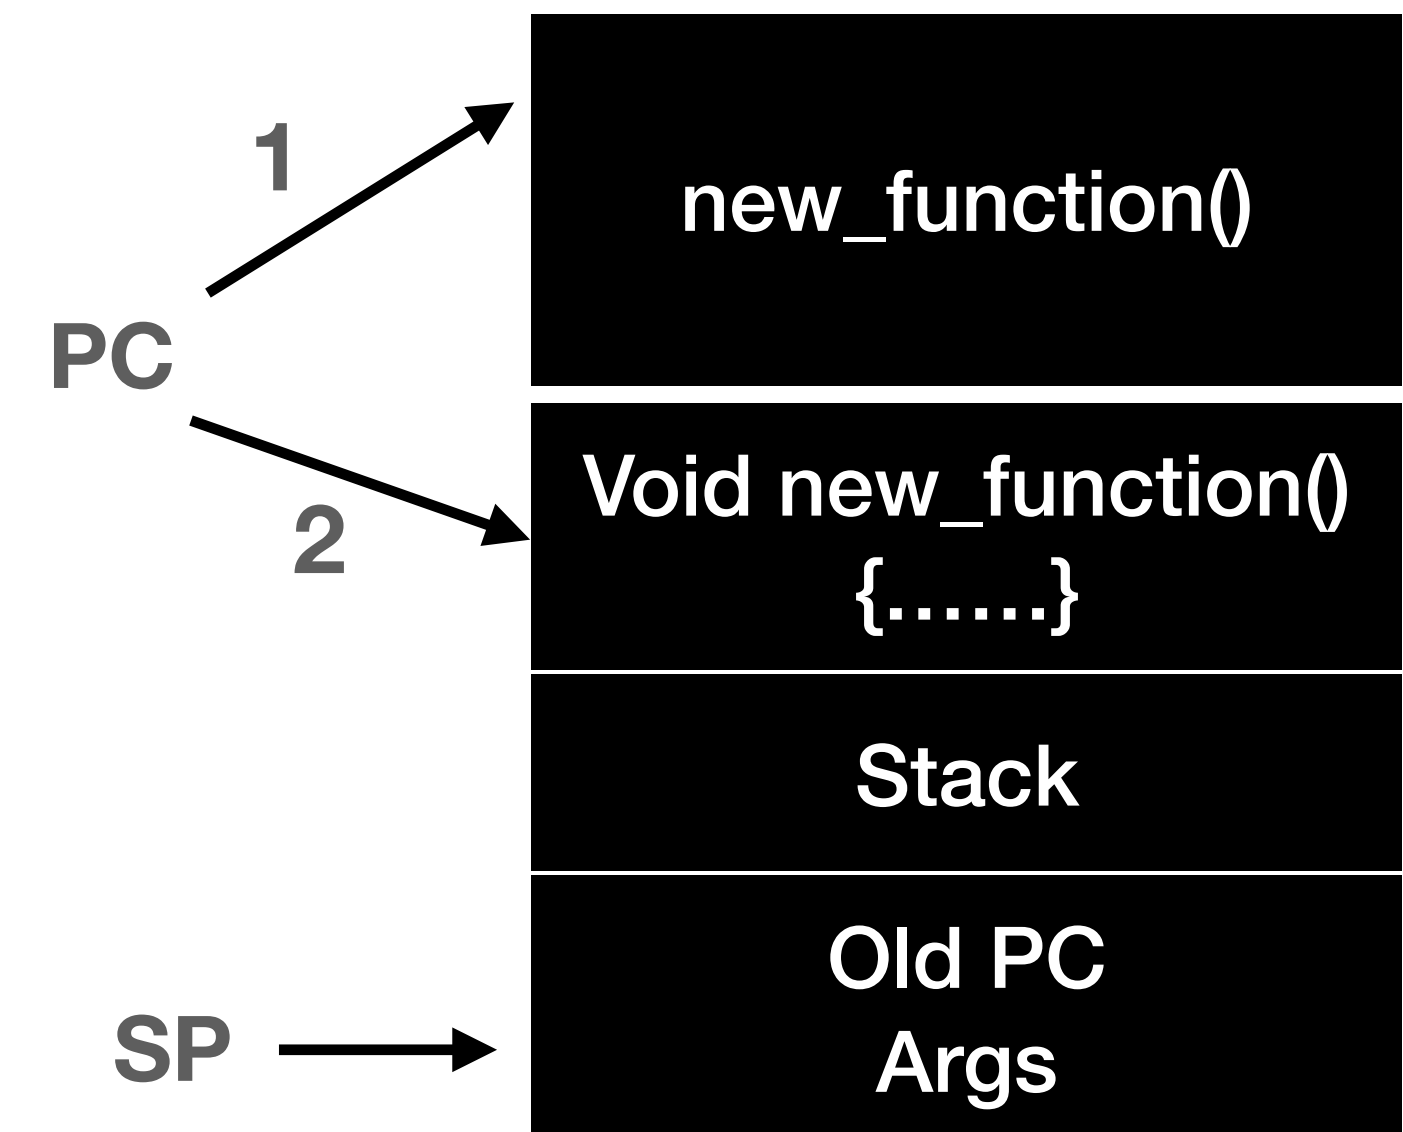 1
new_function()
PC
Void new_function()
{......}
2
Stack
Old PC
SP
Args